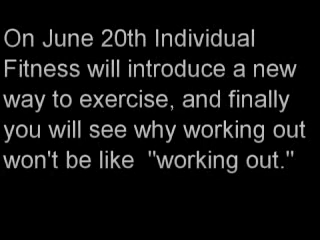 On June 20th Individual
Fitness will introduce a new
way to exercise, and finally
you will see why working out
won't be like  "working out."